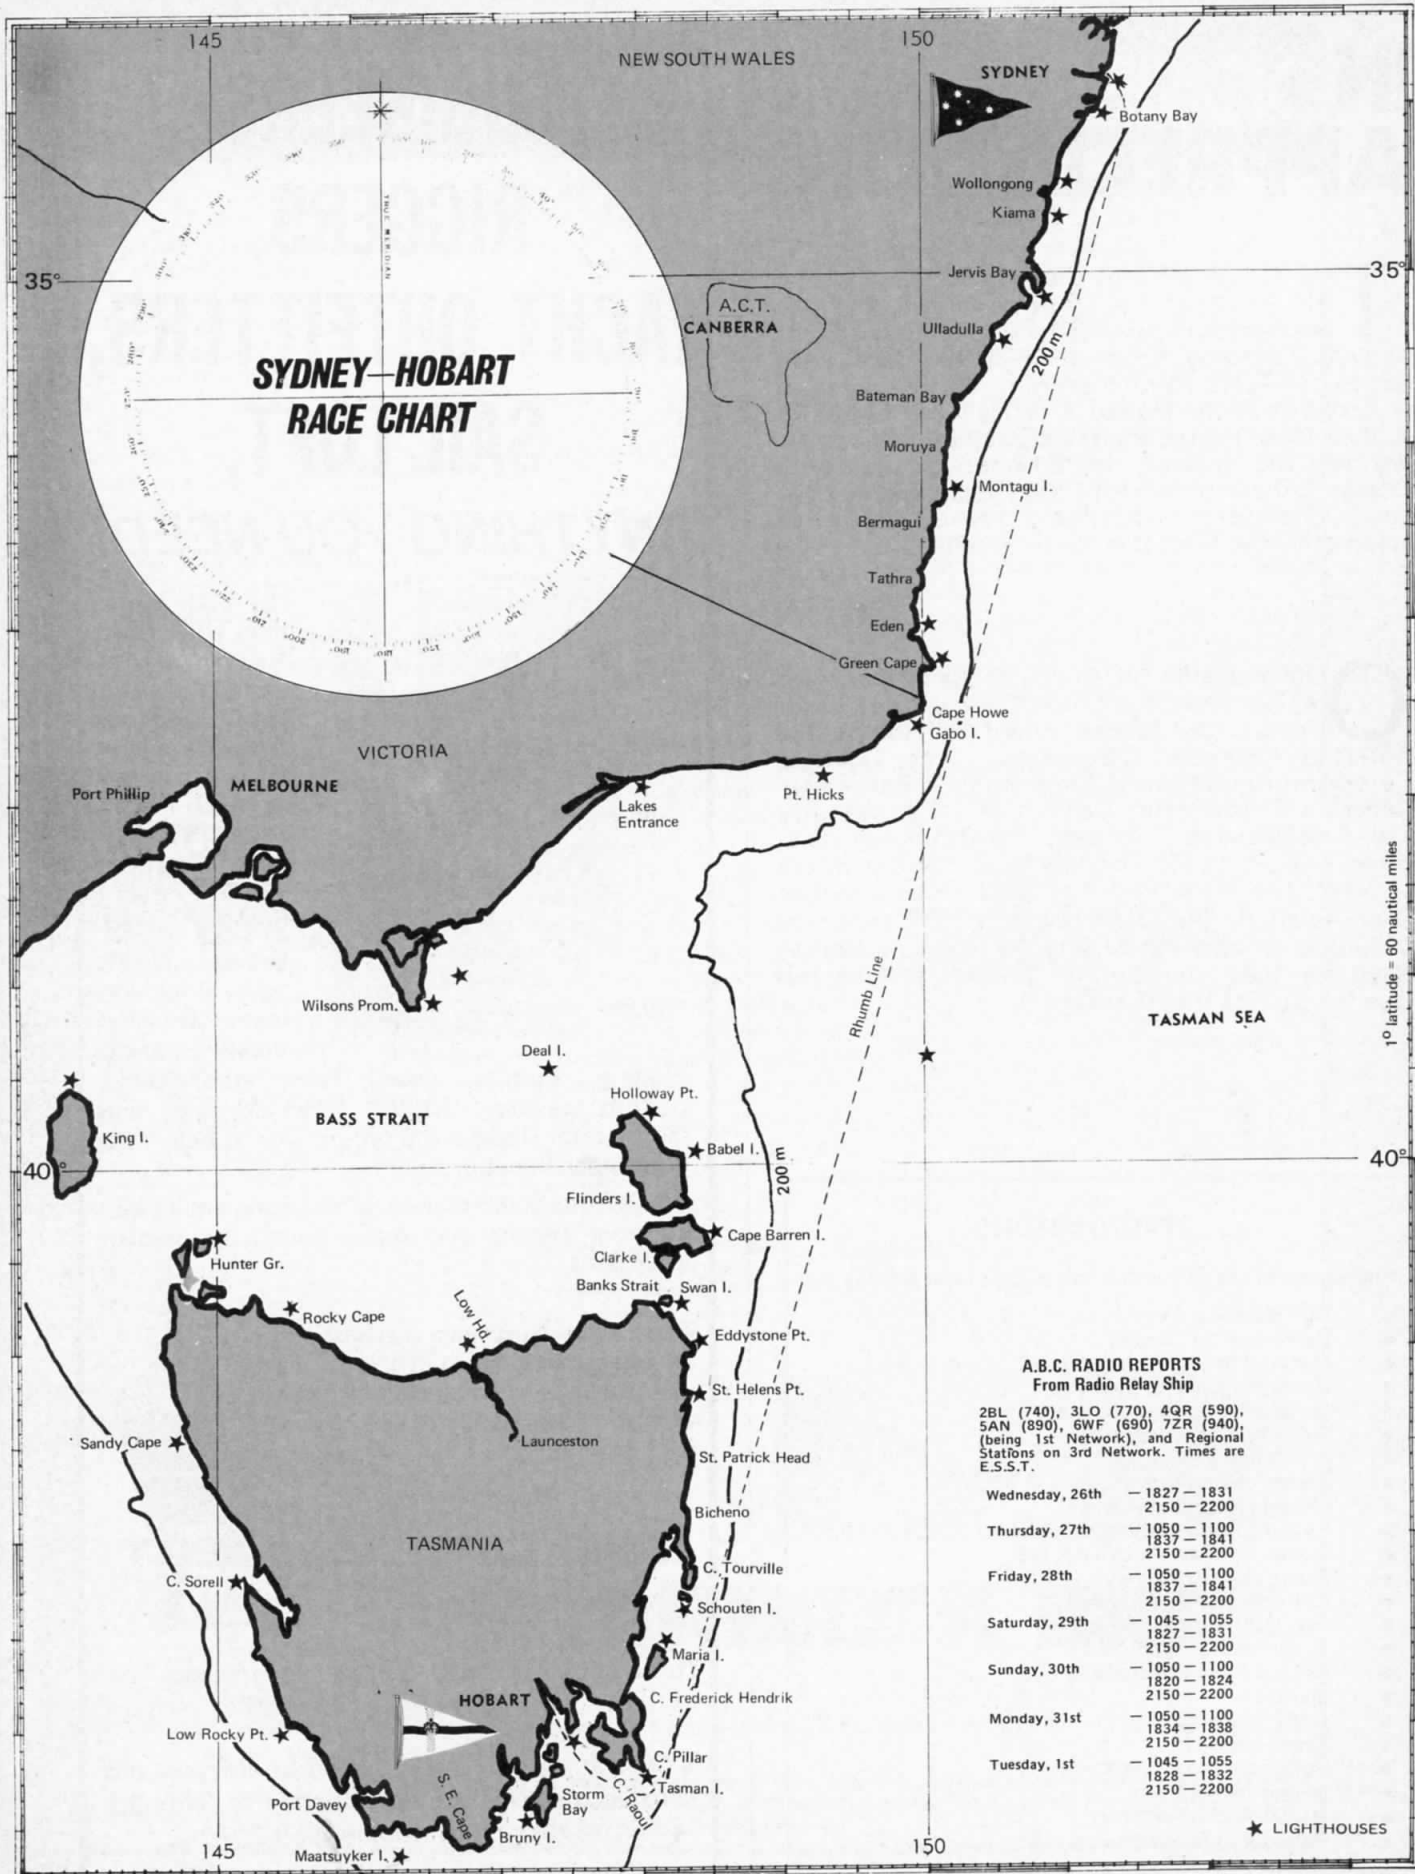 145
150
NEW SOUTH WALES
SYDNEY
Botany Bay
Wollongong
Kiama
TRUE MERIDIAN
35°
Jervis Bay
35°
A.C.T.
CANBERRA
Ulladulla
200 m
SYDNEY—HOBART
RACE CHART
Bateman Bay
Moruya
Montagu I.
Bermagui
Tathra
Eden
Green Cape
Cape Howe
Gabo I.
VICTORIA
Port Phillip
MELBOURNE
Lakes
Entrance
Pt. Hicks
1° latitude = 60 nautical miles
Rhumb Line
Wilsons Prom.
TASMAN SEA
Deal I.
Holloway Pt.
BASS STRAIT
King I.
Babel I.
40°
200 m
40°
Flinders I.
Cape Barren I.
Clarke I.
Hunter Gr.
Banks Strait
Swan I.
Rocky Cape
Low Hd.
Eddystone Pt.
St. Helens Pt.
Sandy Cape
Launceston
St. Patrick Head
Bicheno
TASMANIA
C. Tourville
C. Sorell
Schouten I.
Maria I.
HOBART
C. Frederick Hendrik
Low Rocky Pt.
C. Pillar
Tasman I.
C. Raoul
Storm
Bay
S. E. Cape
Port Davey
Bruny I.
Maatsuyker I.
145
150
A.B.C. RADIO REPORTS
From Radio Relay Ship
2BL (740), 3LO (770), 4QR (590),
5AN (890), 6WF (690) 7ZR (940),
(being 1st Network), and Regional
Stations on 3rd Network. Times are
E.S.S.T.
Wednesday, 26th — 1827 — 1831
2150 — 2200
Thursday, 27th — 1050 — 1100
1837 — 1841
2150 — 2200
Friday, 28th — 1050 — 1100
1837 — 1841
2150 — 2200
Saturday, 29th — 1045 — 1055
1827 — 1831
2150 — 2200
Sunday, 30th — 1050 — 1100
1820 — 1824
2150 — 2200
Monday, 31st — 1050 — 1100
1834 — 1838
2150 — 2200
Tuesday, 1st — 1045 — 1055
1828 — 1832
2150 — 2200
LIGHTHOUSES